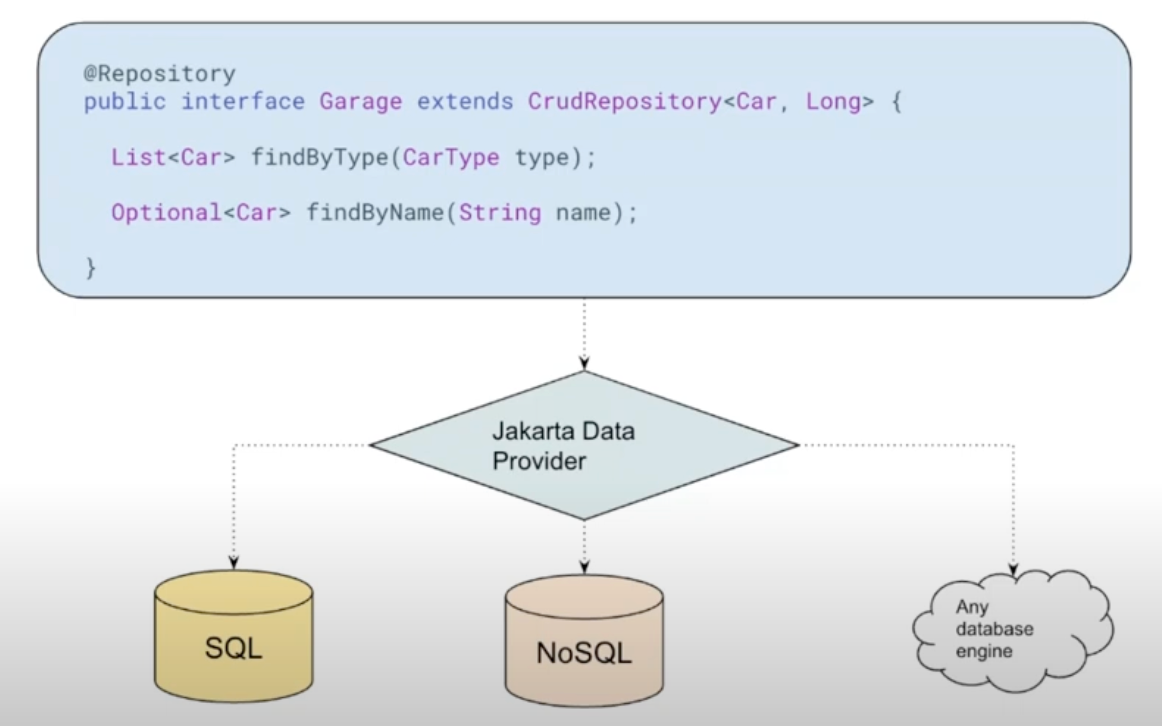 @Repository
public interface Garage extends CrudRepository<Car, Long> {
List<Car> findByType(CarType type);
Optional<Car> findByName(String name);
}
Jakarta Data
Provider
SQL
NoSQL
Any
database
engine